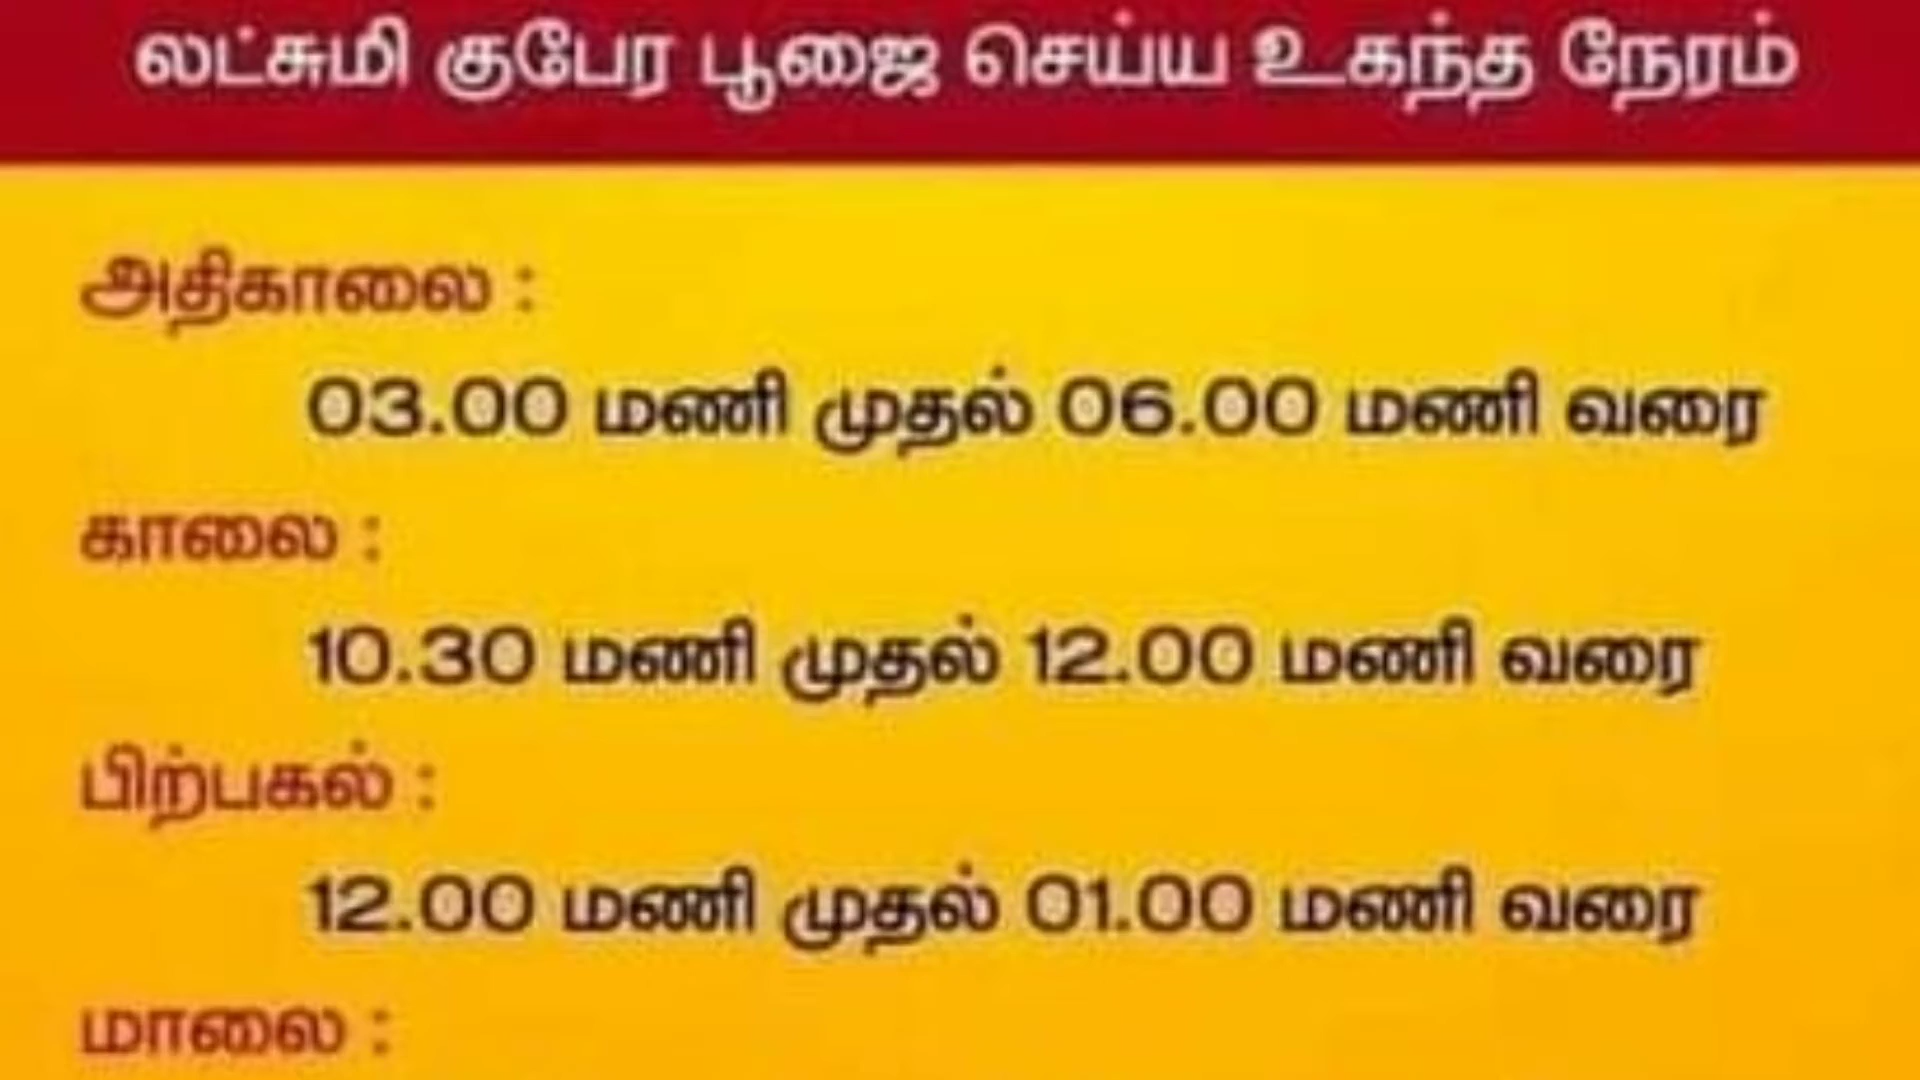 லட்சுமி குபேர பூஜை செய்ய உகந்த நேரம்
அதிகாலை :
03.00 மணி முதல் 06.00 மணி வரை
காலை :
10.30 மணி முதல் 12.00 மணி வரை
பிற்பகல் :
12.00 மணி முதல் 01.00 மணி வரை
மாலை :